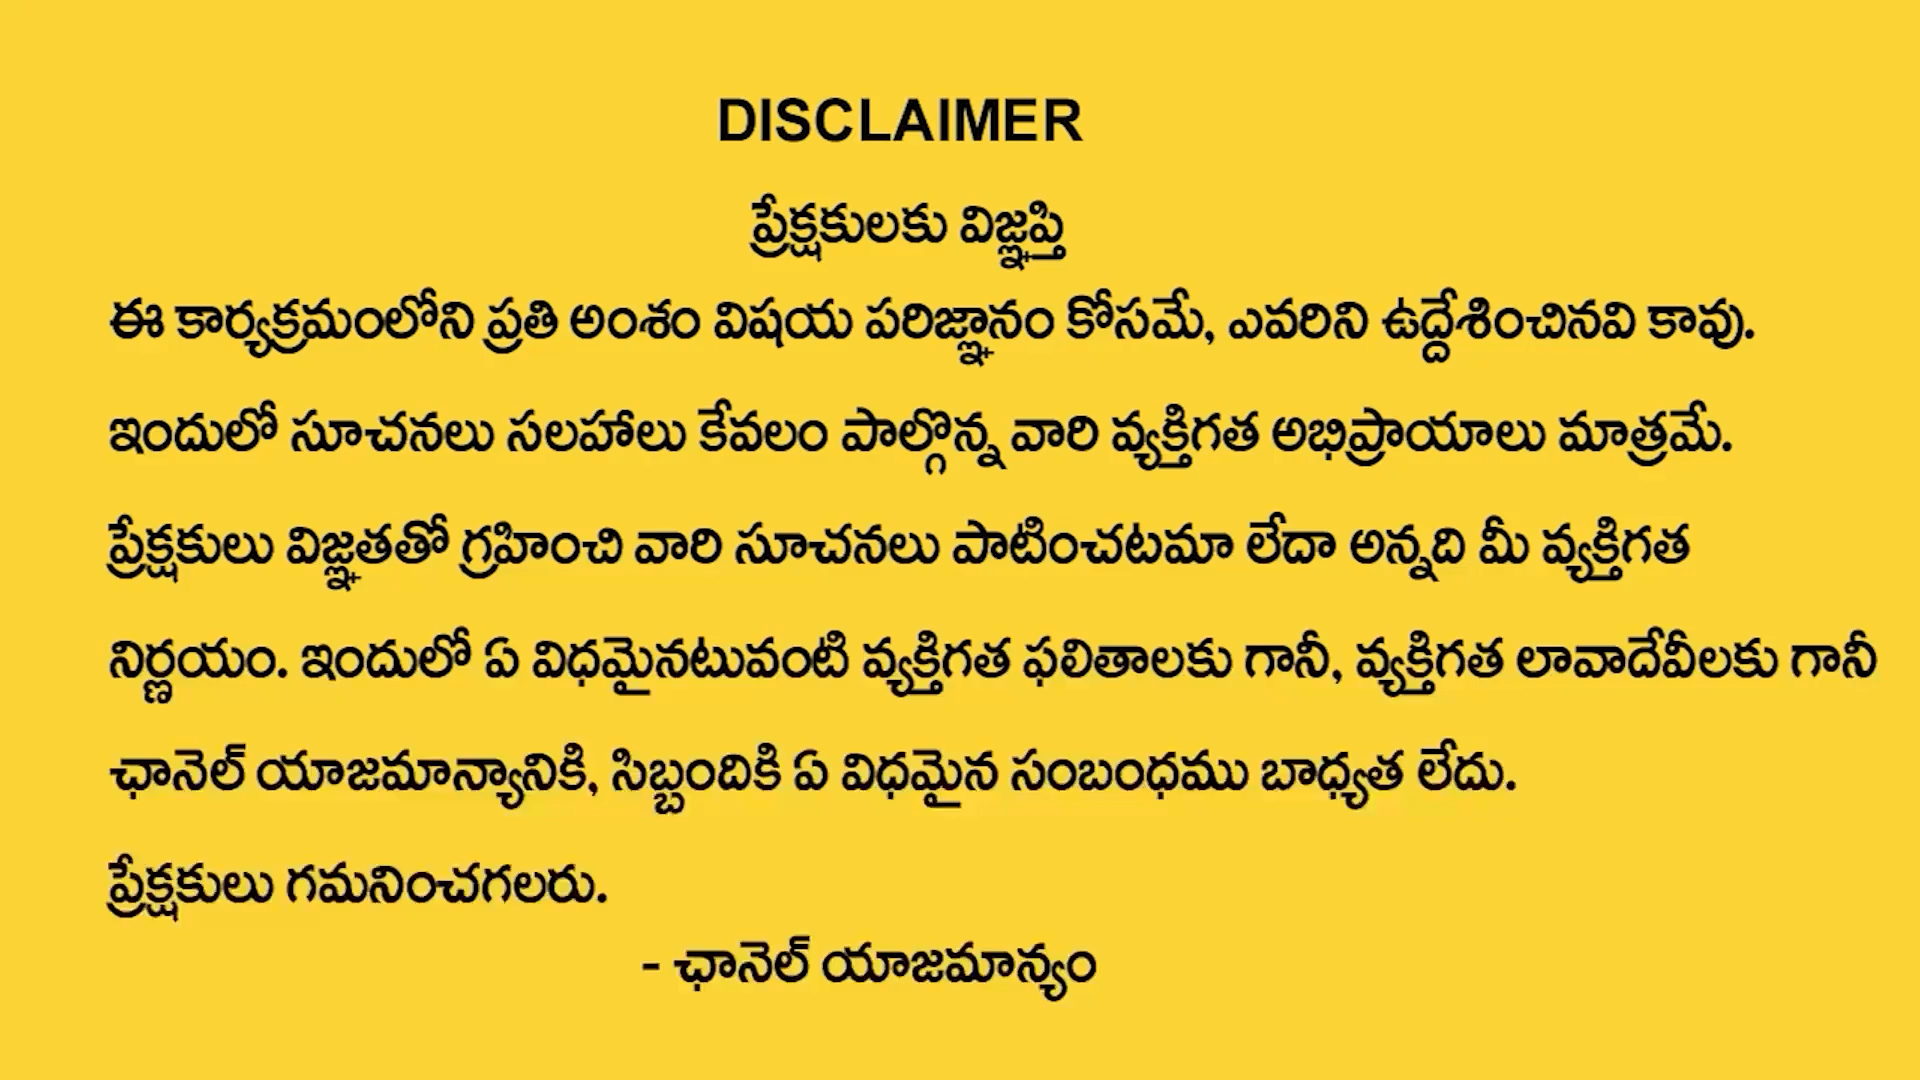 DISCLAIMER
ప్రేక్షకులకు విజ్ఞప్తి
ఈ కార్యక్రమంలోని ప్రతి అంశం విషయ పరిజ్ఞానం కోసమే, ఎవరిని ఉద్దేశించినవి కావు.
ఇందులో సూచనలు సలహాలు కేవలం పాల్గొన్న వారి వ్యక్తిగత అభిప్రాయాలు మాత్రమే.
ప్రేక్షకులు విజ్ఞతతో గ్రహించి వారి సూచనలు పాటించటమా లేదా అన్నది మీ వ్యక్తిగత
నిర్ణయం. ఇందులో ఏ విధమైనటువంటి వ్యక్తిగత ఫలితాలకు గానీ, వ్యక్తిగత లావాదేవీలకు గానీ
ఛానెల్ యాజమాన్యానికి, సిబ్బందికి ఏ విధమైన సంబంధము బాధ్యత లేదు.
ప్రేక్షకులు గమనించగలరు.
- ఛానెల్ యాజమాన్యం